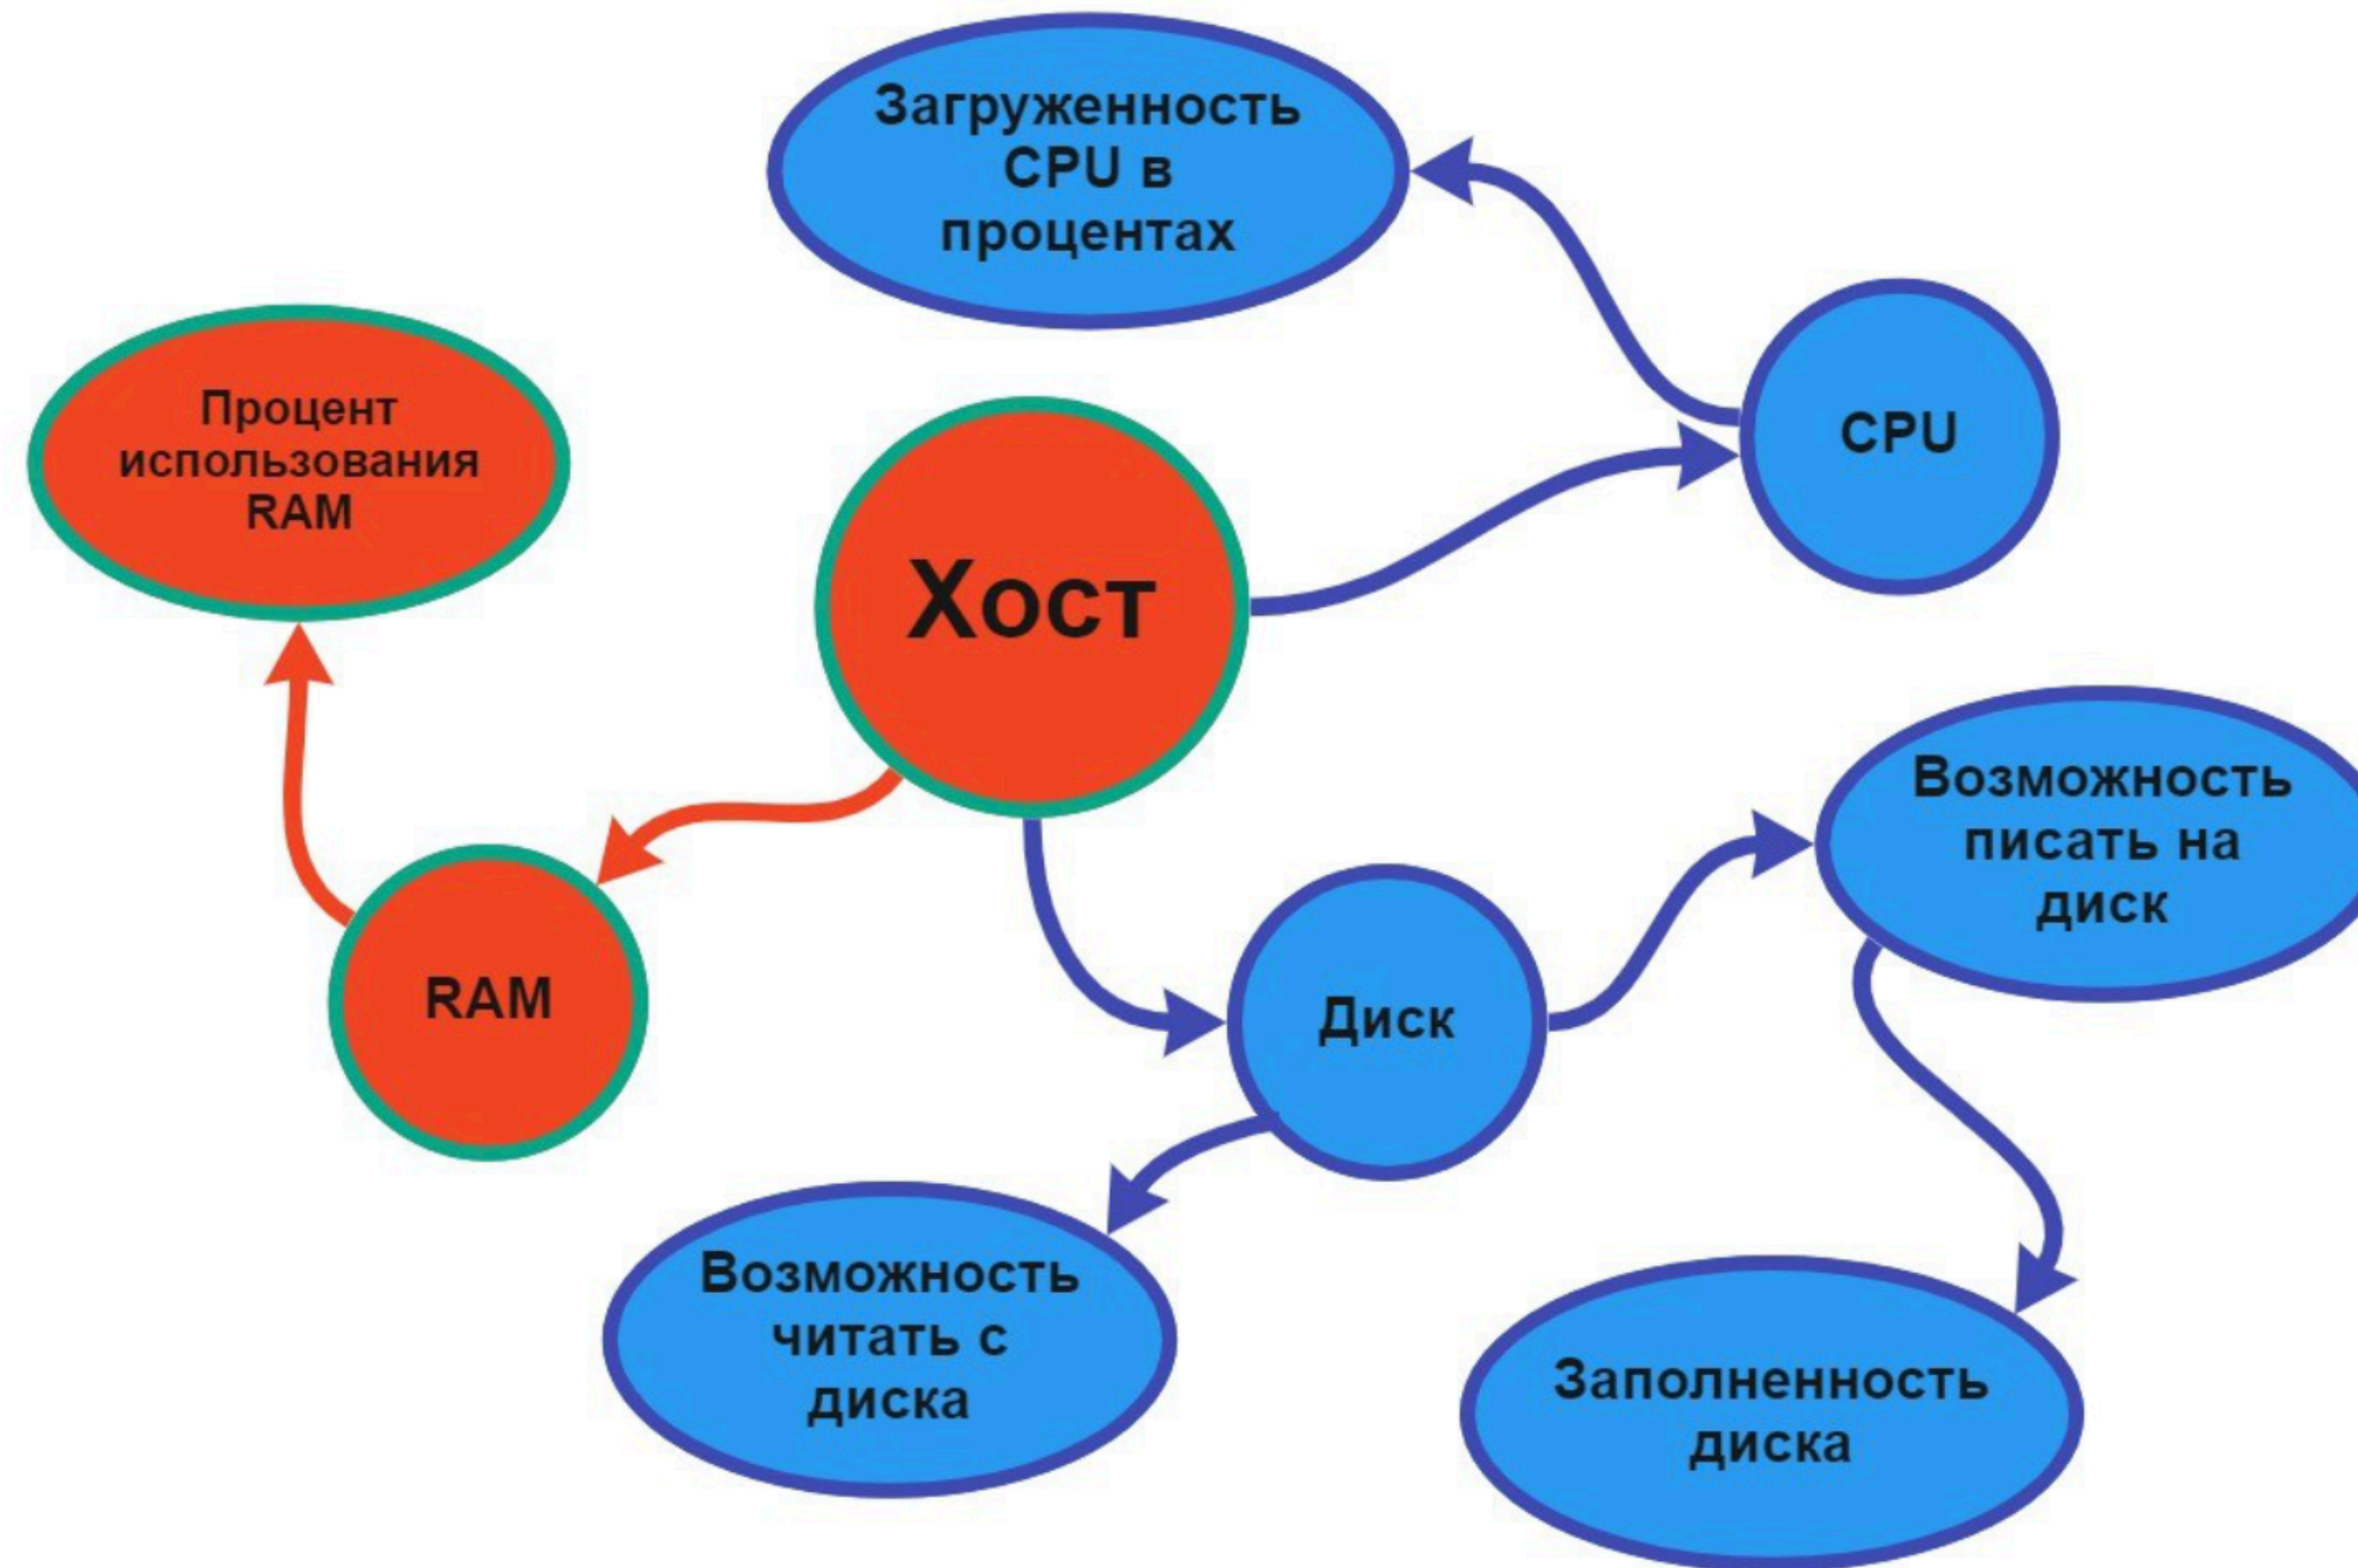 Загруженность
CPU в
процентах
Процент
использования
RAM
CPU
Хост
Возможность
писать на
диск
RAM
Диск
Возможность
читать с
диска
Заполненность
диска